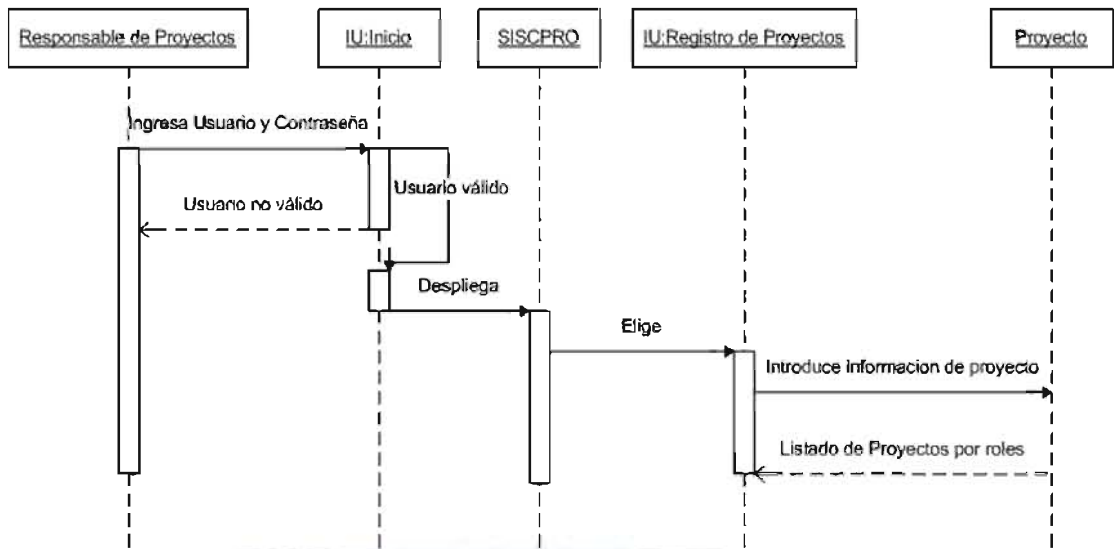 Responsable de Proyectos
IU:Inicio
SISCPRO
IU:Registro de Proyectos
Proyecto
Ingresa Usuario y Contraseña
Usuario válido
Usuario no válido
Despliega
Elige
Introduce informacion de proyecto
Listado de Proyectos por roles